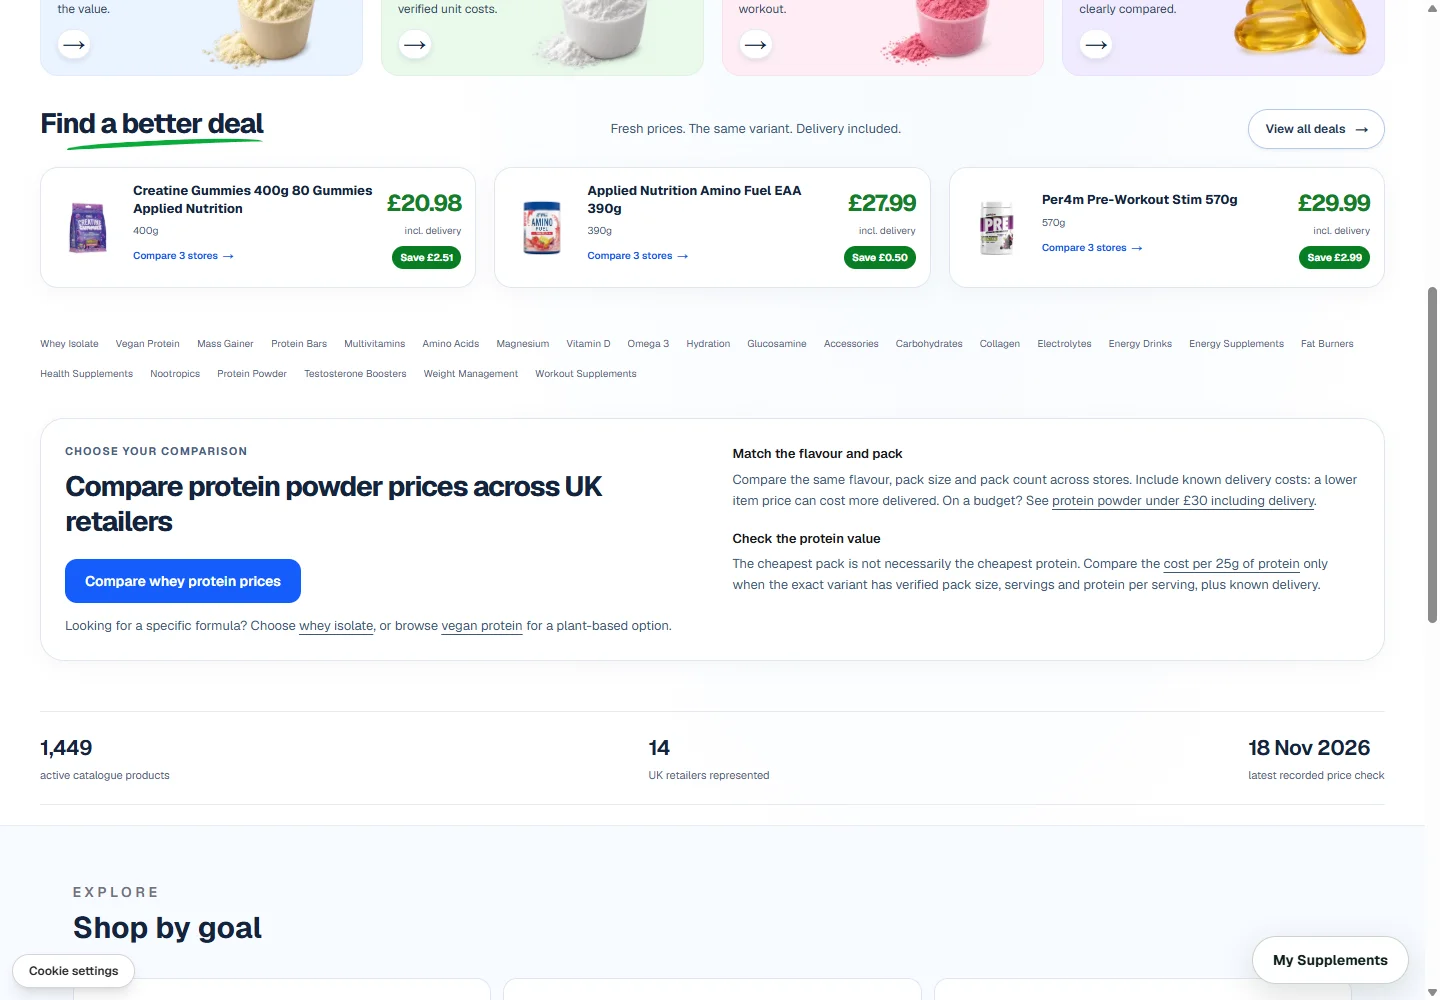 the value.
verified unit costs.
workout.
clearly compared.
Find a better deal
Fresh prices. The same variant. Delivery included.
View all deals →
Creatine Gummies 400g 80 Gummies
Applied Nutrition
400g
Compare 3 stores →
£20.98
incl. delivery
Save £2.51
Applied Nutrition Amino Fuel EAA
390g
390g
Compare 3 stores →
£27.99
incl. delivery
Save £0.50
Per4m Pre-Workout Stim 570g
570g
Compare 3 stores →
£29.99
incl. delivery
Save £2.99
CREATINE
AMINO
FUEL
PRE
Whey Isolate Vegan Protein Mass Gainer Protein Bars Multivitamins Amino Acids Magnesium Vitamin D Omega 3 Hydration Glucosamine Accessories Carbohydrates Collagen Electrolytes Energy Drinks Energy Supplements Fat Burners
Health Supplements Nootropics Protein Powder Testosterone Boosters Weight Management Workout Supplements
CHOOSE YOUR COMPARISON
Compare protein powder prices across UK
retailers
Compare whey protein prices
Looking for a specific formula? Choose whey isolate, or browse vegan protein for a plant-based option.
Match the flavour and pack
Compare the same flavour, pack size and pack count across stores. Include known delivery costs: a lower
item price can cost more delivered. On a budget? See protein powder under £30 including delivery.
Check the protein value
The cheapest pack is not necessarily the cheapest protein. Compare the cost per 25g of protein only
when the exact variant has verified pack size, servings and protein per serving, plus known delivery.
1,449
active catalogue products
14
UK retailers represented
18 Nov 2026
latest recorded price check
EXPLORE
Shop by goal
Cookie settings
My Supplements